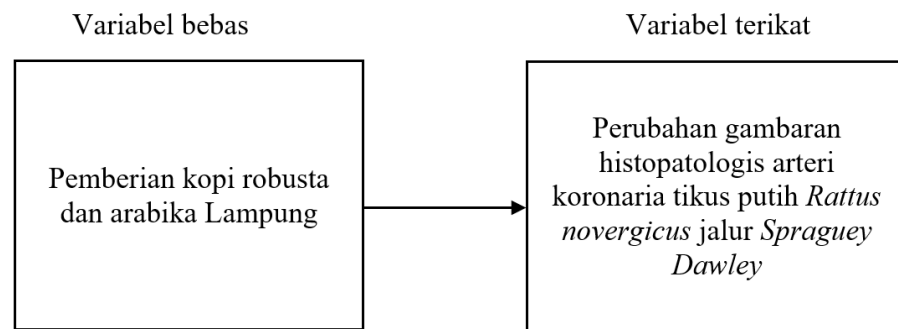 Variabel bebas
Variabel terikat
Pemberian kopi robusta
dan arabika Lampung
Perubahan gambaran
histopatologis arteri
koronaria tikus putih Rattus
novergicus jalur Spraguey
Dawley